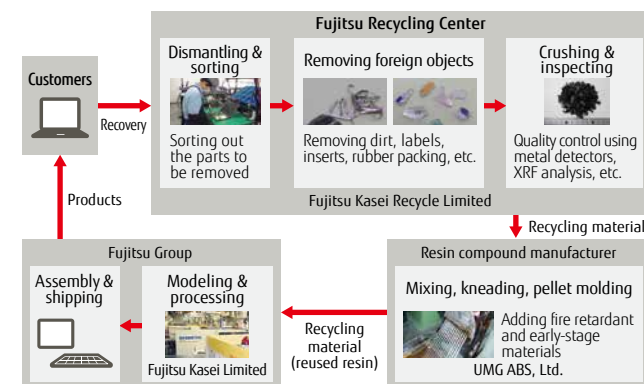 Fujitsu Recycling Center
Customers
Recovery
Dismantling &
sorting
Sorting out
the parts to
be removed
Removing foreign objects
Removing dirt, labels,
inserts, rubber packing, etc.
Crushing &
inspecting
Quality control using
metal detectors,
XRF analysis, etc.
Fujitsu Kasei Recycle Limited
Products
Recycling material
Fujitsu Group
Assembly &
shipping
Modeling &
processing
Fujitsu Kasei Limited
Recycling
material
(reused resin)
Resin compound manufacturer
Mixing, kneading, pellet molding
Adding fire retardant
and early-stage
materials
UMG ABS, Ltd.